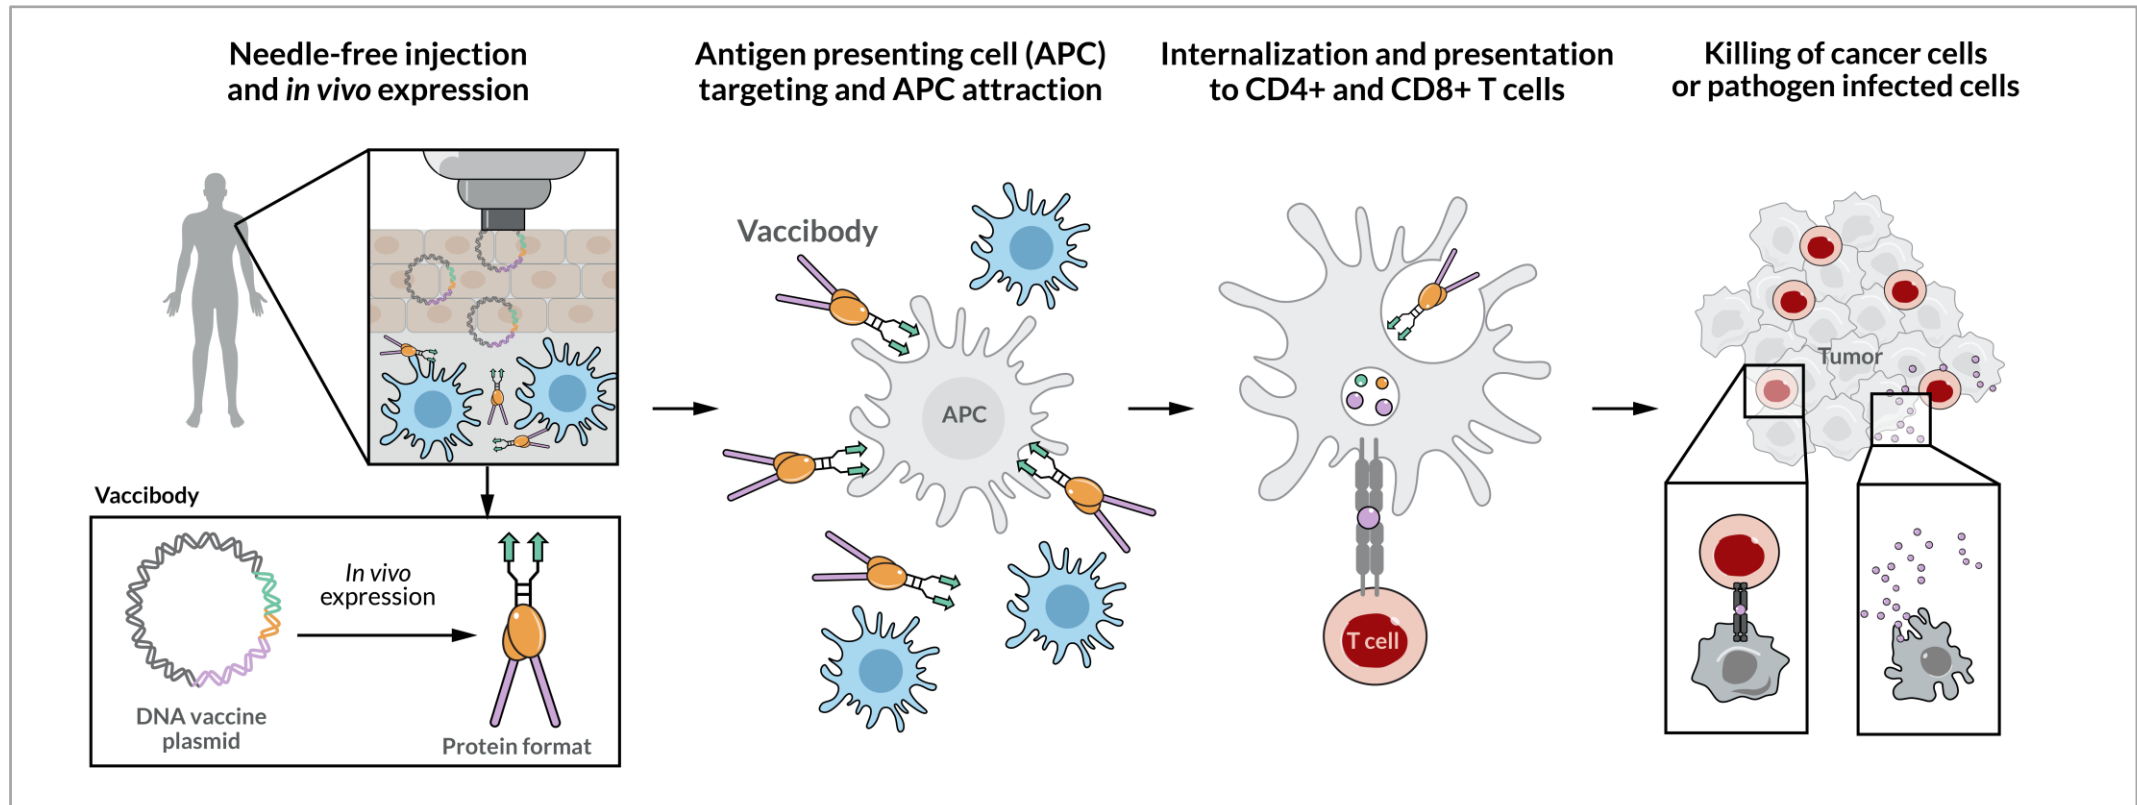 Needle-free injection
and in vivo expression
Antigen presenting cell (APC)
targeting and APC attraction
Internalization and presentation
to CD4+ and CD8+ T cells
Killing of cancer cells
or pathogen infected cells
Vaccibody
In vivo
expression
DNA vaccine
plasmid
Protein format
Vaccibody
APC
T cell
Tumor